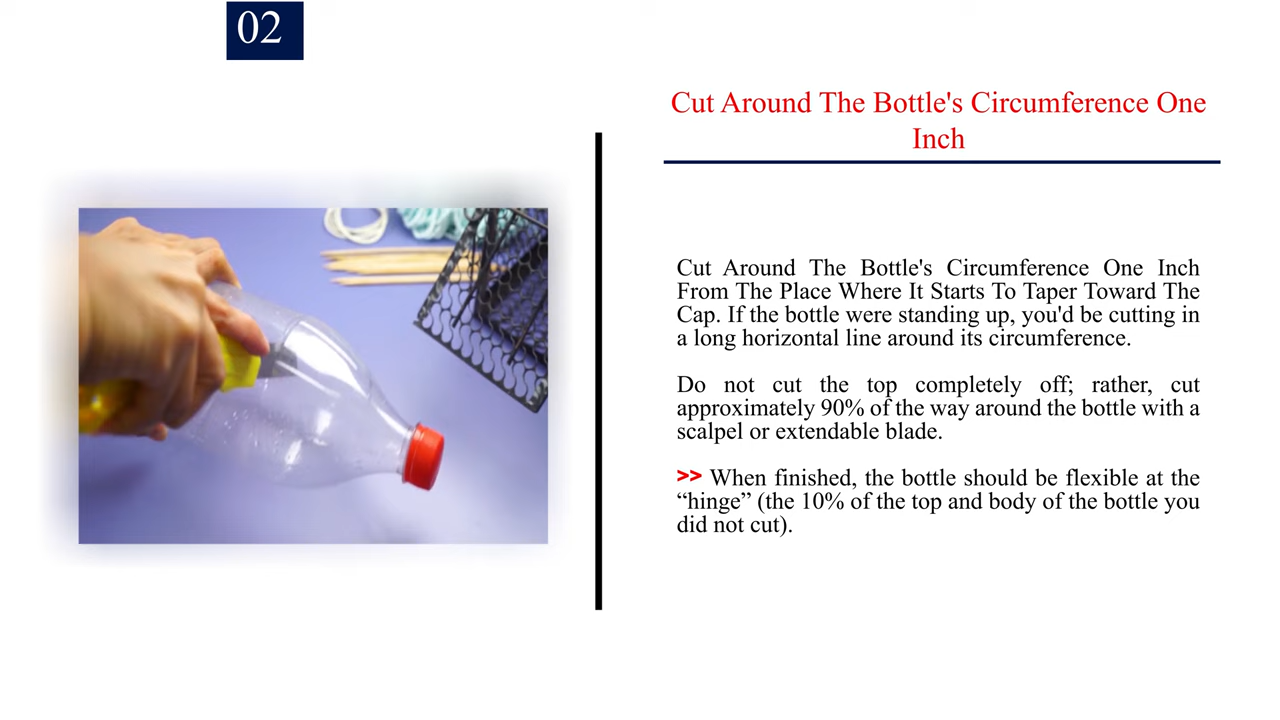 02
Cut Around The Bottle's Circumference One
Inch
Cut Around The Bottle's Circumference One Inch
From The Place Where It Starts To Taper Toward The
Cap. If the bottle were standing up, you'd be cutting in
a long horizontal line around its circumference.
Do not cut the top completely off; rather, cut
approximately 90% of the way around the bottle with a
scalpel or extendable blade.
>> When finished, the bottle should be flexible at the
“hinge” (the 10% of the top and body of the bottle you
did not cut).